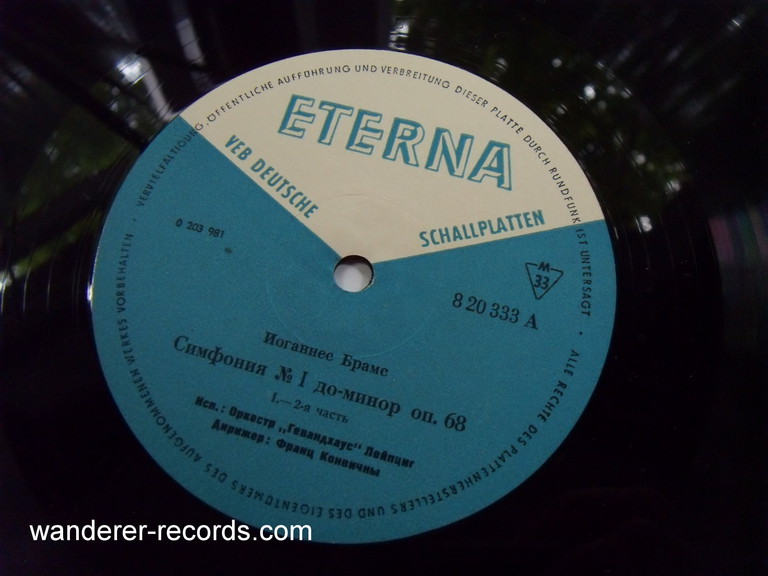 VERVIELFÄLTIGUNG, ÖFFENTLICHE AUFFÜHRUNG UND VERBREITUNG DIESER PLATTE DURCH RUNDFUNK IST UNTERSAGT · ALLE RECHTE DES PLATTENHERSTELLERS UND DES EIGENTÜMERS DES AUFGENOMMENEN WERKES VORBEHALTEN ·
ETERNA
VEB DEUTSCHE SCHALLPLATTEN
0 203 981
M
33
8 20 333 A
Иоганнес Брамс
Симфония № I до-минор оп. 68
I.—2-я часть
Исп.: Оркестр „Гевандхаус" Лейпциг
Дирижер: Франц Конвичны
wanderer-records.com